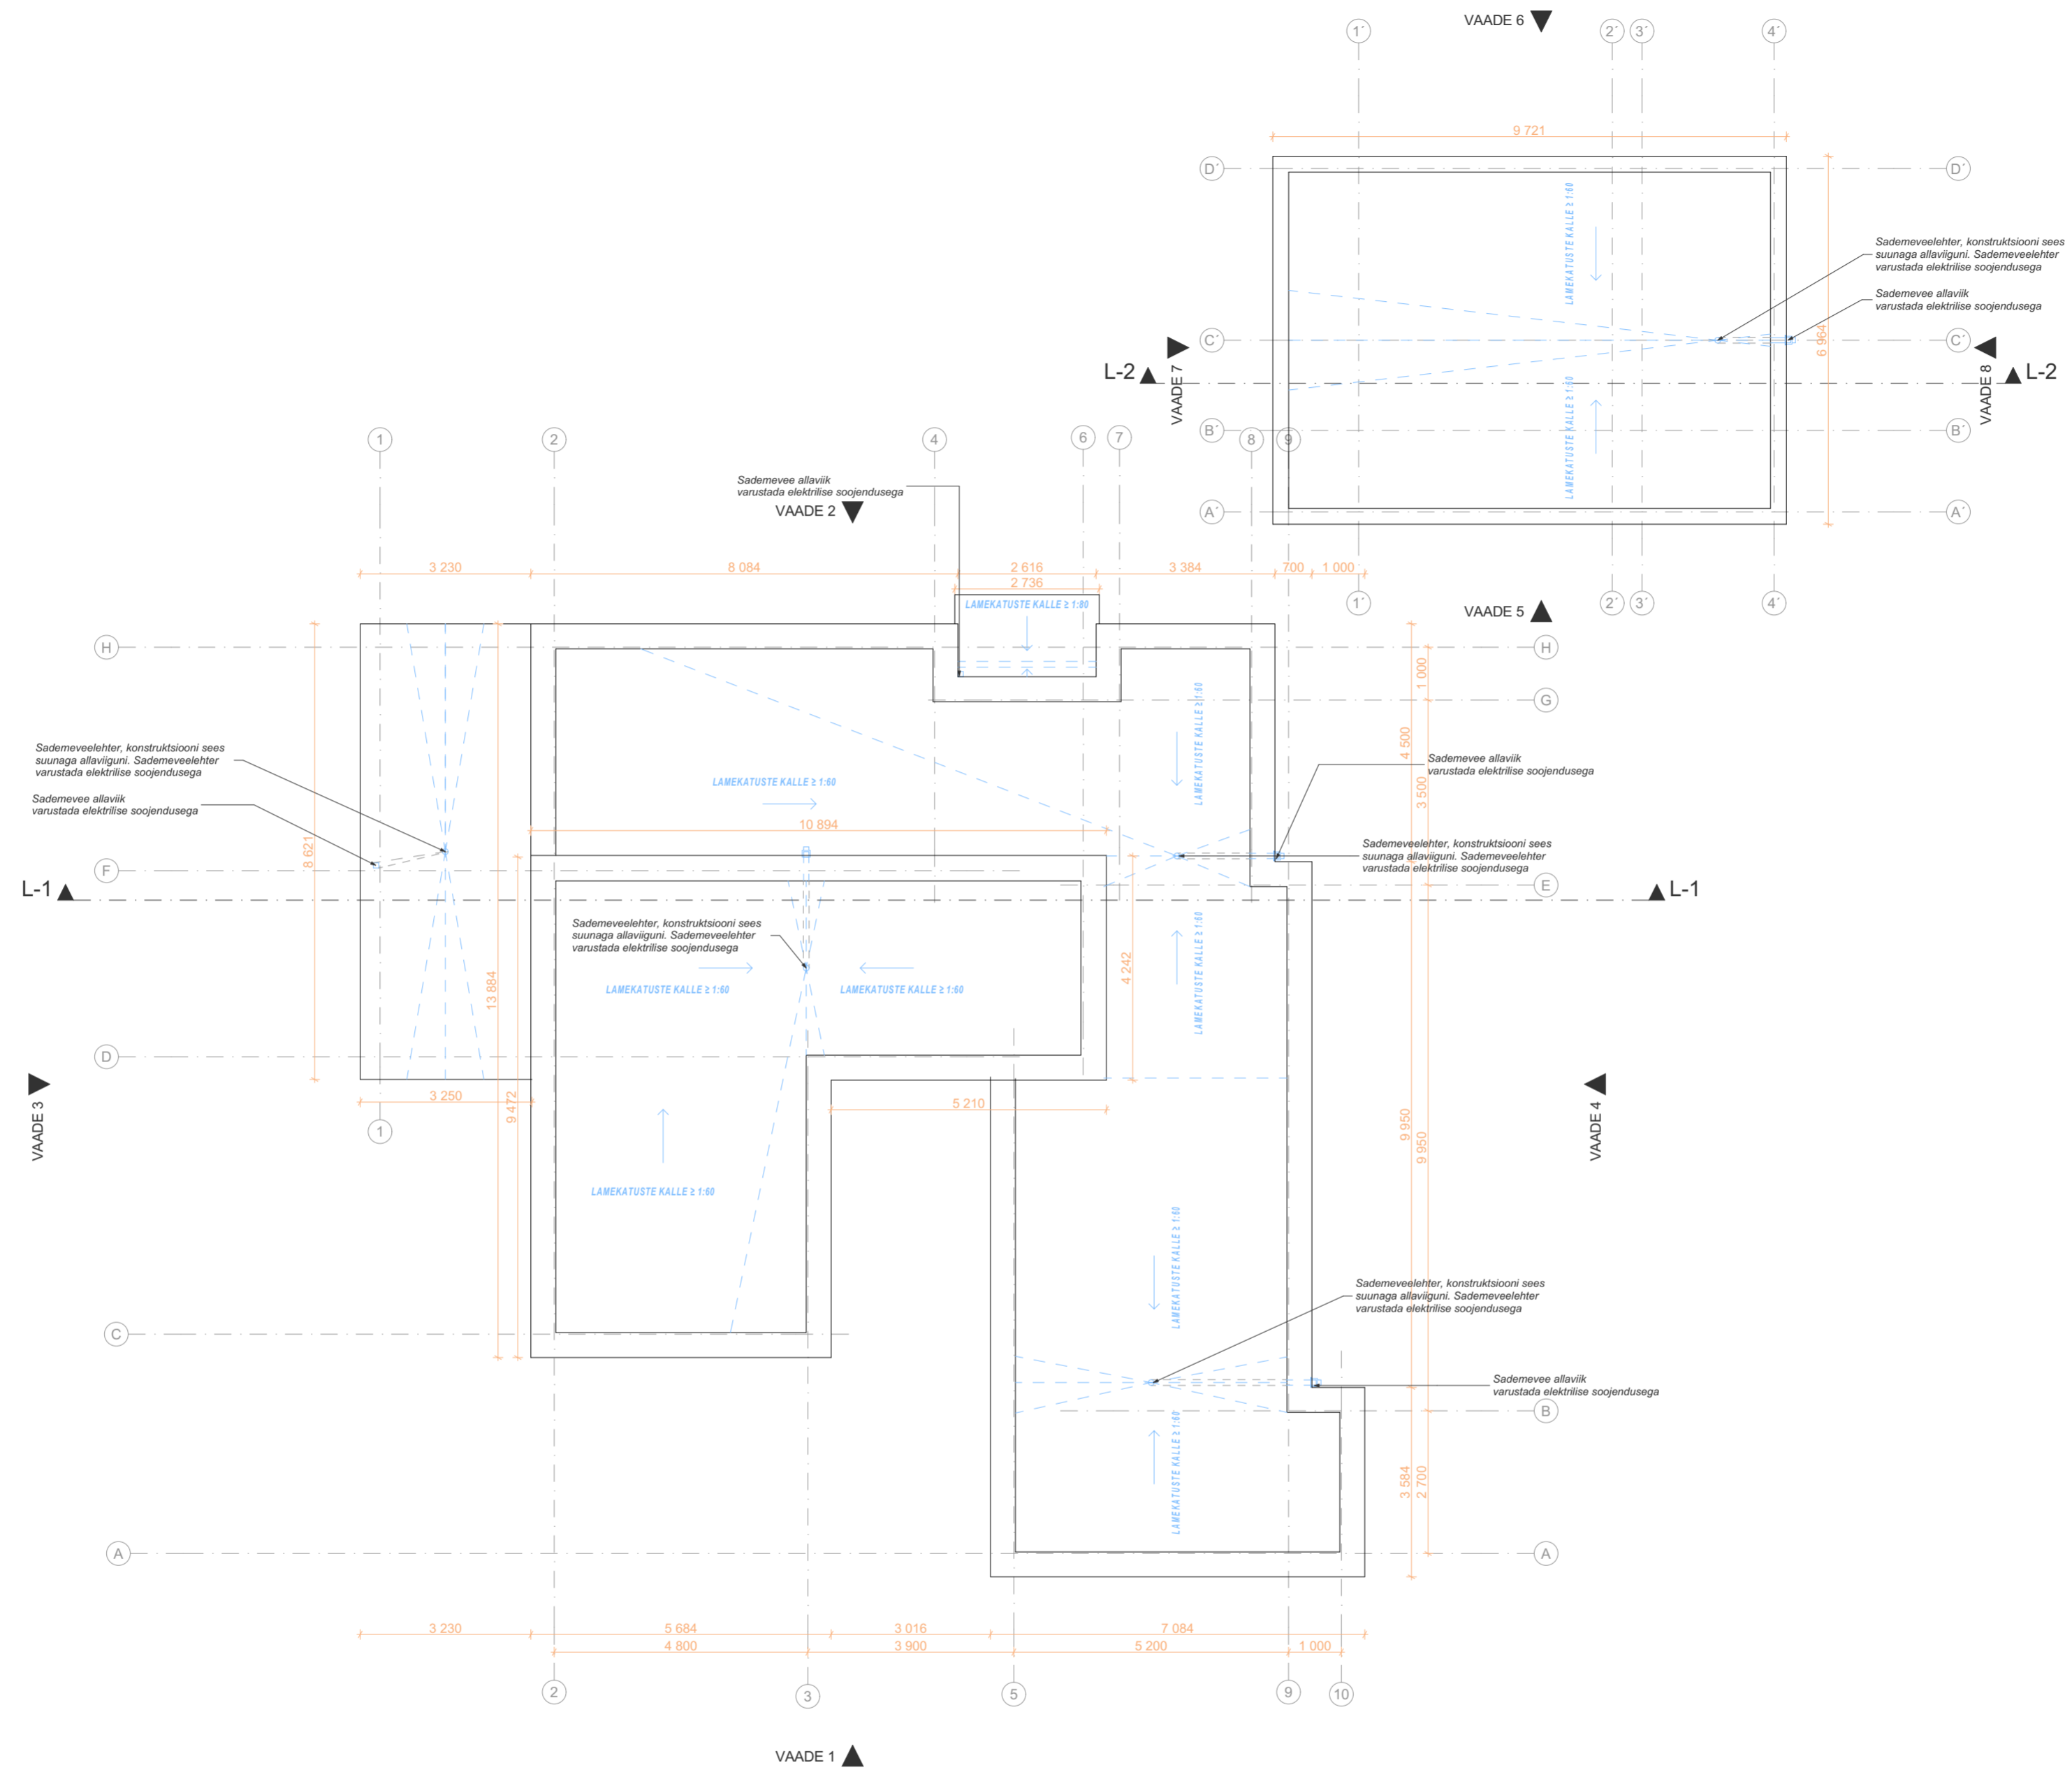 VAADE 6
1´
2´
3´
4´
9 721
D´
D´
LAMEKATUSTE KALLE ≥ 1:60
Sademeveelehter, konstruktsiooni sees
suunaga allaviiguni. Sademeveelehter
varustada elektrilise soojendusega
Sademevee allaviik
varustada elektrilise soojendusega
6 964
C´
C´
VAADE 7
VAADE 8
L-2
L-2
LAMEKATUSTE KALLE ≥ 1:60
B´
B´
A´
A´
1´
2´
3´
4´
VAADE 5
1
2
4
6
7
8
9
Sademevee allaviik
varustada elektrilise soojendusega
VAADE 2
3 230
8 084
2 616
3 384
700
1 000
2 736
LAMEKATUSTE KALLE ≥ 1:80
H
H
1 000
G
LAMEKATUSTE KALLE ≥ 1:60
4 500
3 500
Sademeveelehter, konstruktsiooni sees
suunaga allaviiguni. Sademeveelehter
varustada elektrilise soojendusega
Sademevee allaviik
varustada elektrilise soojendusega
LAMEKATUSTE KALLE ≥ 1:60
Sademevee allaviik
varustada elektrilise soojendusega
10 894
8 621
Sademeveelehter, konstruktsiooni sees
suunaga allaviiguni. Sademeveelehter
varustada elektrilise soojendusega
F
E
L-1
L-1
Sademeveelehter, konstruktsiooni sees
suunaga allaviiguni. Sademeveelehter
varustada elektrilise soojendusega
13 884
4 242
LAMEKATUSTE KALLE ≥ 1:60
LAMEKATUSTE KALLE ≥ 1:60
LAMEKATUSTE KALLE ≥ 1:60
D
VAADE 3
VAADE 4
3 250
9 472
5 210
9 950
9 950
1
LAMEKATUSTE KALLE ≥ 1:60
LAMEKATUSTE KALLE ≥ 1:60
Sademeveelehter, konstruktsiooni sees
suunaga allaviiguni. Sademeveelehter
varustada elektrilise soojendusega
C
Sademevee allaviik
varustada elektrilise soojendusega
B
LAMEKATUSTE KALLE ≥ 1:60
3 584
2 700
A
A
3 230
5 684
3 016
7 084
4 800
3 900
5 200
1 000
2
3
5
9
10
VAADE 1